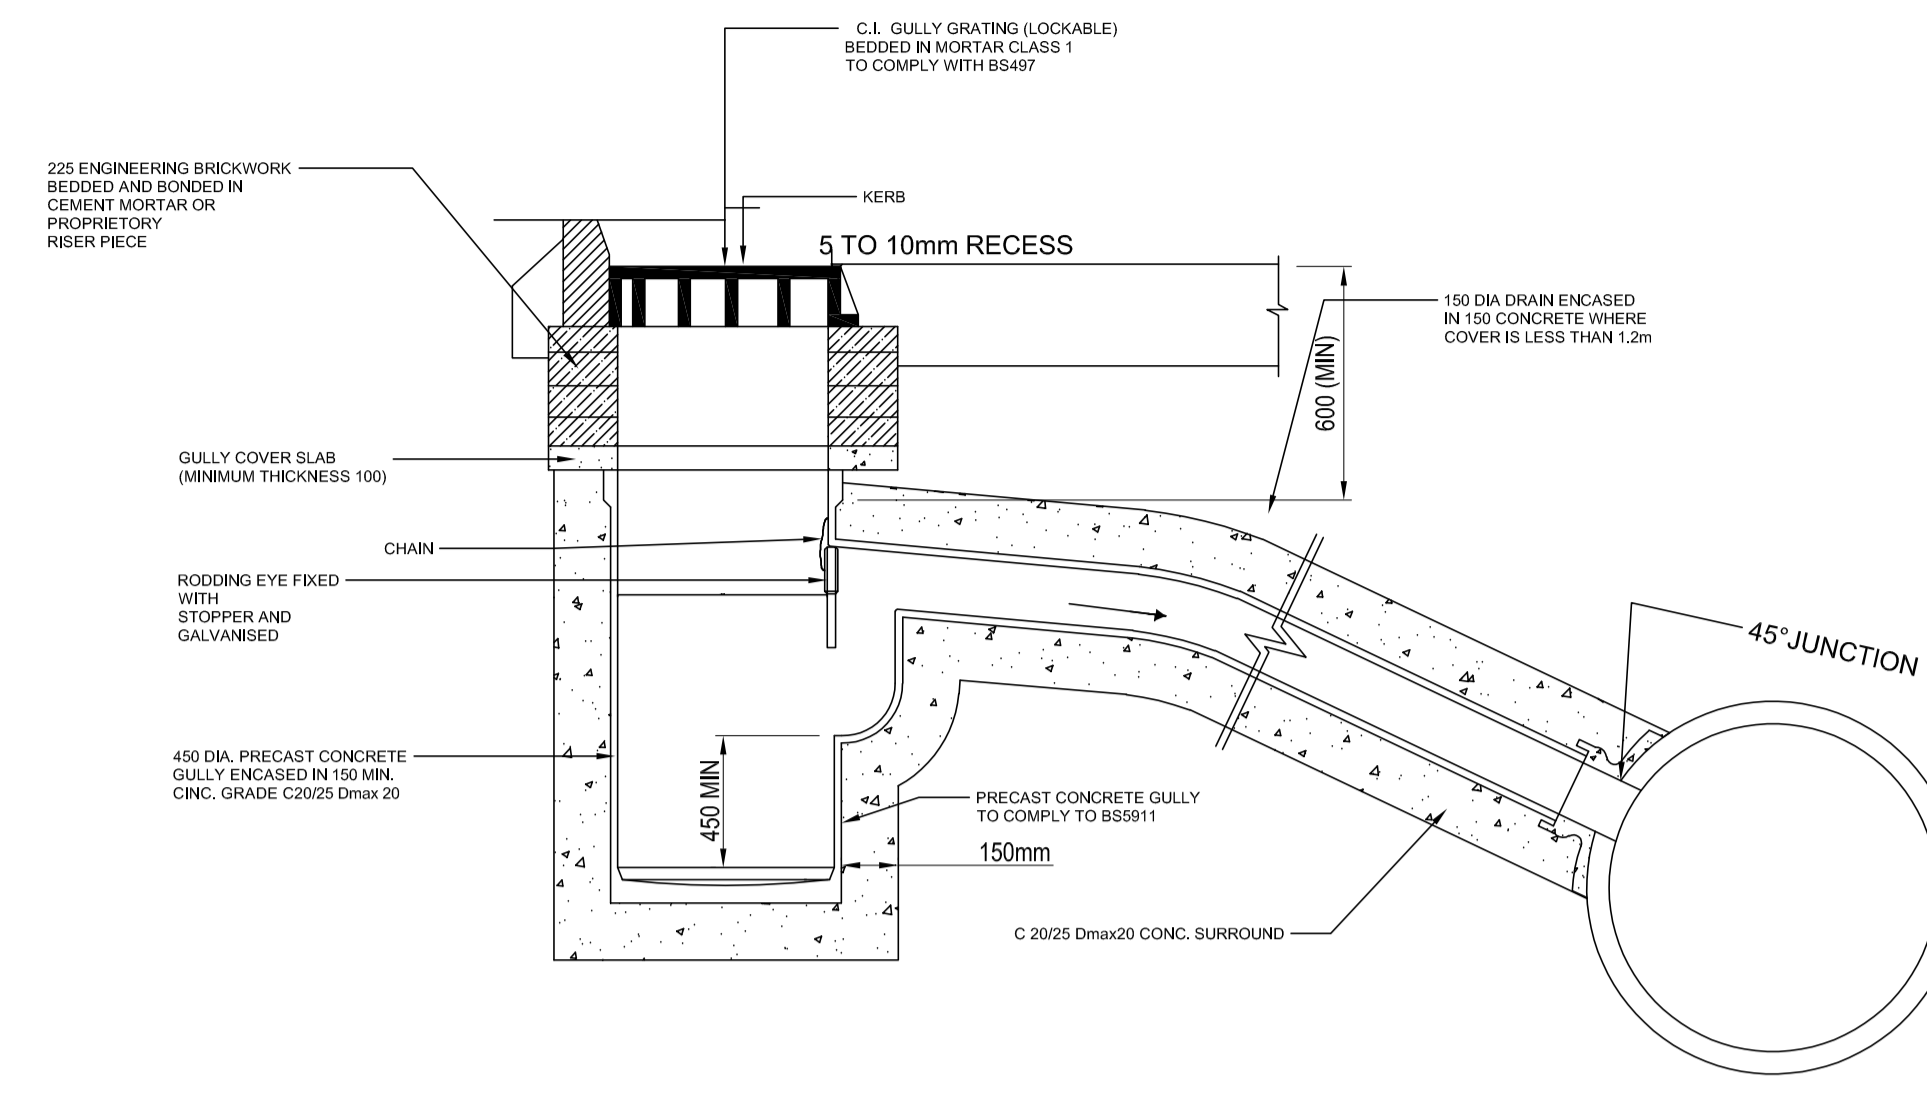 C.I. GULLY GRATING (LOCKABLE)
BEDDED IN MORTAR CLASS 1
TO COMPLY WITH BS497
225 ENGINEERING BRICKWORK
BEDDED AND BONDED IN
CEMENT MORTAR OR
PROPRIETORY
RISER PIECE
KERB
5 TO 10mm RECESS
150 DIA DRAIN ENCASED
IN 150 CONCRETE WHERE
COVER IS LESS THAN 1.2m
600 (MIN)
GULLY COVER SLAB
(MINIMUM THICKNESS 100)
CHAIN
RODDING EYE FIXED
WITH
STOPPER AND
GALVANISED
45°JUNCTION
450 DIA. PRECAST CONCRETE
GULLY ENCASED IN 150 MIN.
CINC. GRADE C20/25 Dmax 20
450 MIN
PRECAST CONCRETE GULLY
TO COMPLY TO BS5911
150mm
C 20/25 Dmax20 CONC. SURROUND